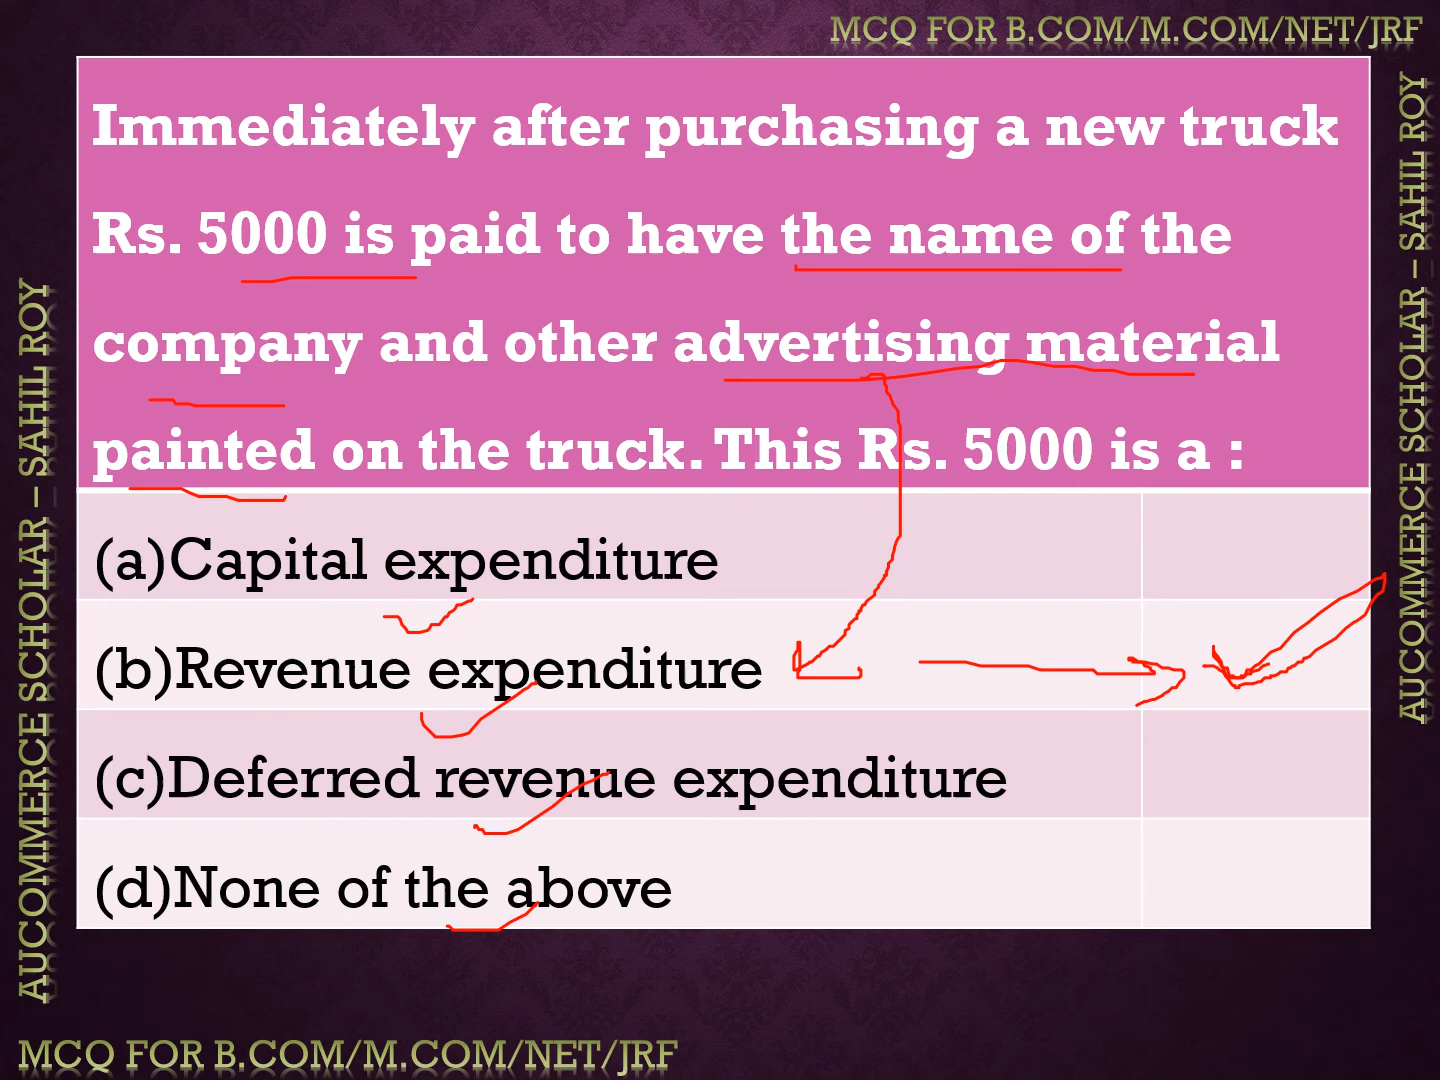 MCQ FOR B.COM/M.COM/NET/JRF
Immediately after purchasing a new truck
Rs. 5000 is paid to have the name of the
company and other advertising material
painted on the truck. This Rs. 5000 is a :
(a)Capital expenditure
(b)Revenue expenditure
(c)Deferred revenue expenditure
(d)None of the above
AUCOMMERCE SCHOLAR – SAHIL ROY
AUCOMMERCE SCHOLAR – SAHIL ROY
MCQ FOR B.COM/M.COM/NET/JRF